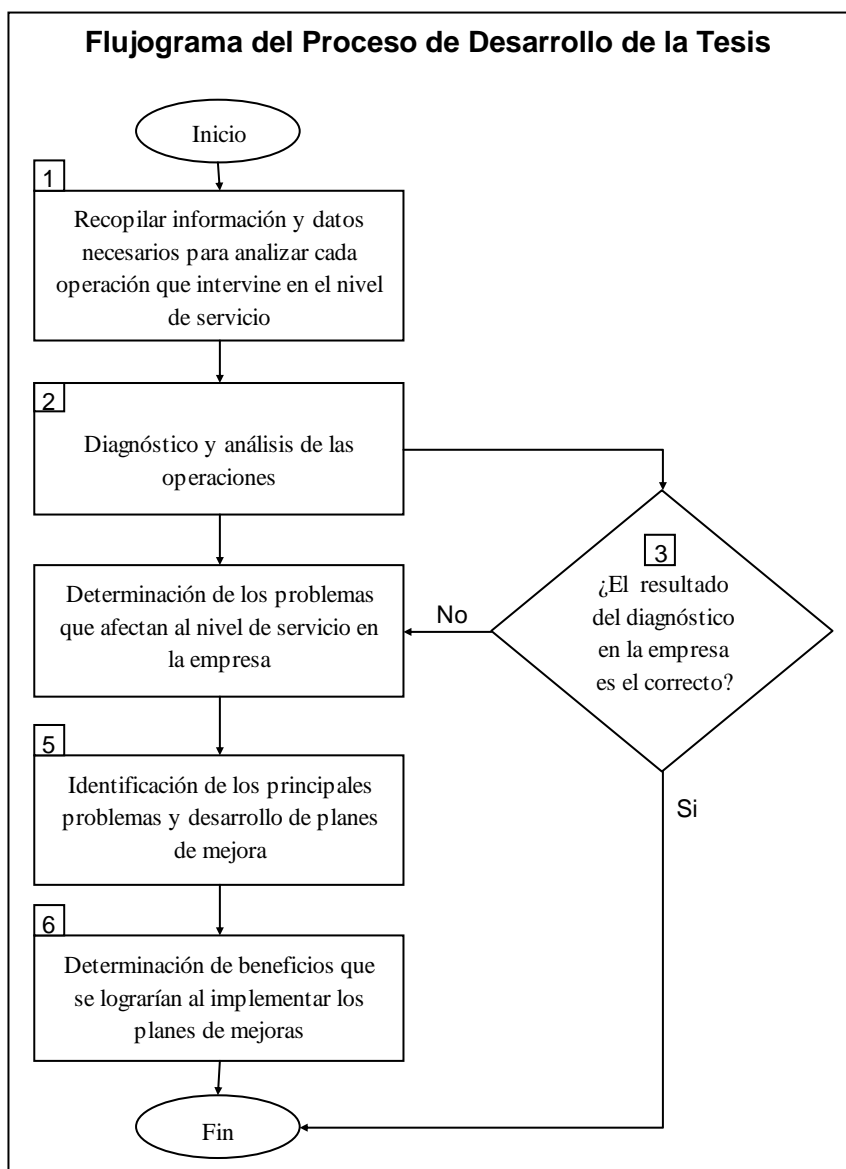 Flujograma del Proceso de Desarrollo de la Tesis
Inicio
1
Recopilar información y datos
necesarios para analizar cada
operación que intervine en el nivel
de servicio
2
Diagnóstico y análisis de las
operaciones
3
¿El resultado
del diagnóstico
en la empresa
es el correcto?
No
Determinación de los problemas
que afectan al nivel de servicio en
la empresa
5
Identificación de los principales
problemas y desarrollo de planes
de mejora
Si
6
Determinación de beneficios que
se lograrían al implementar los
planes de mejoras
Fin